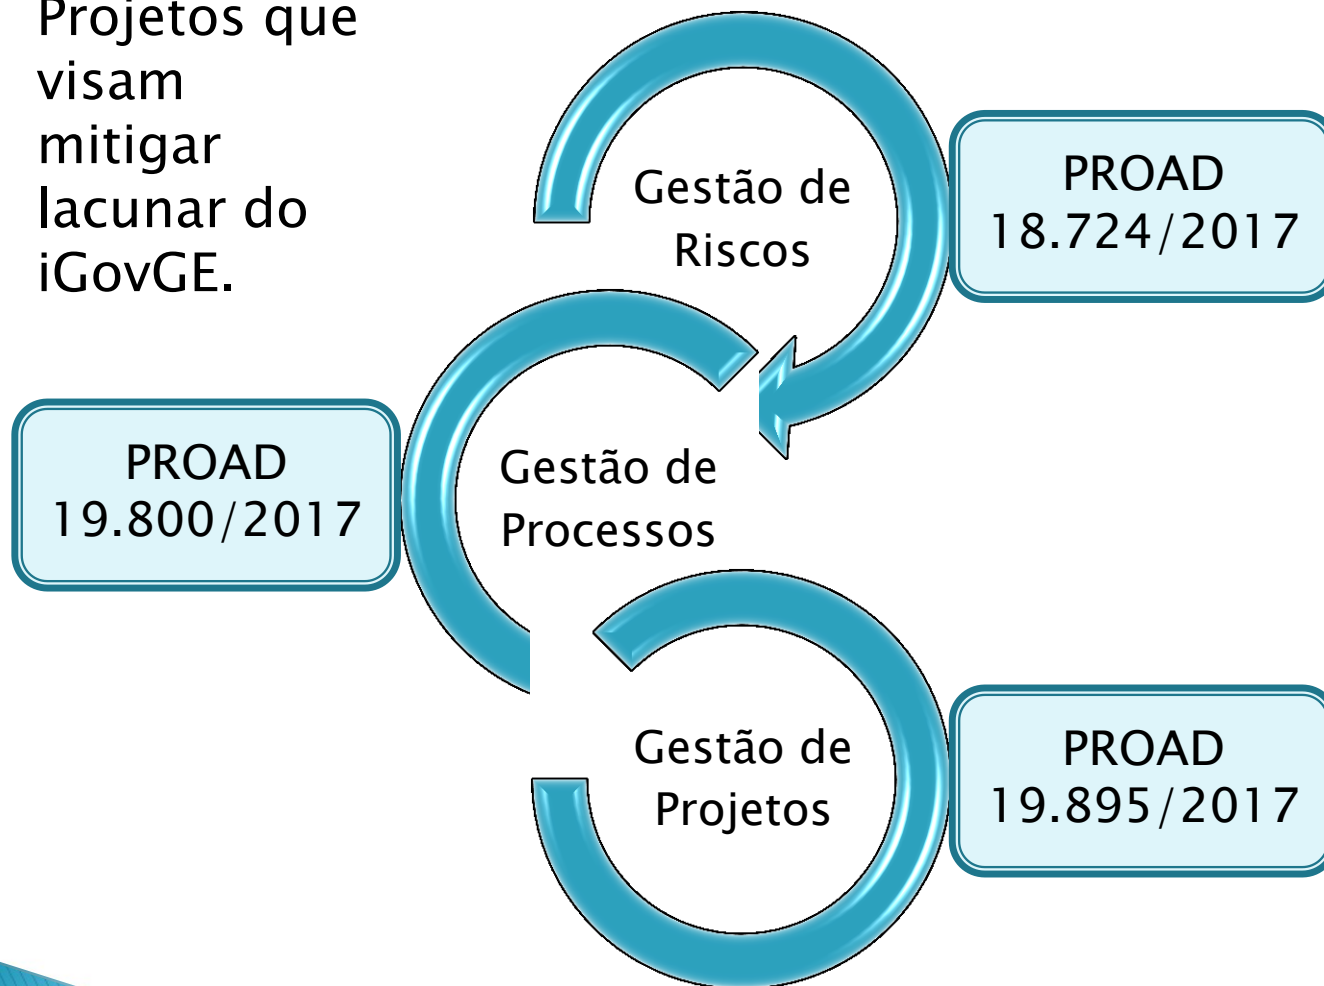 Projetos que
visam
mitigar
lacunar do
iGovGE.
Gestão de
Riscos
PROAD
18.724/2017
PROAD
19.800/2017
Gestão de
Processos
Gestão de
Projetos
PROAD
19.895/2017